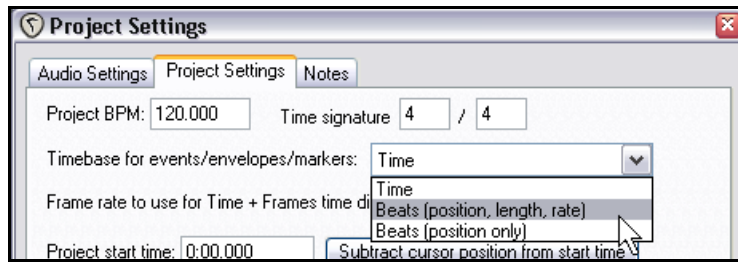 Project Settings
Audio Settings Project Settings Notes
Project BPM: 120.000 Time signature 4 / 4
Timebase for events/envelopes/markers: Time
Time
Frame rate to use for Time + Frames time di
Beats (position, length, rate)
Beats (position only)
Project start time: 0:00.000 Subtract cursor position from start time